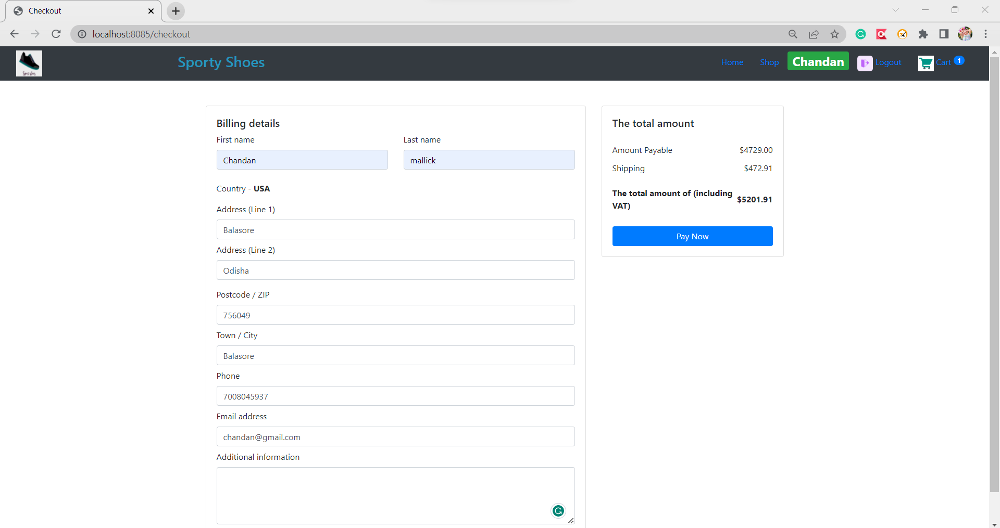 Checkout
localhost:8085/checkout
Sporty Shoes
Home
Shop
Chandan
Logout
Cart 1
Billing details
First name
Last name
Chandan
mallick
Country - USA
Address (Line 1)
Balasore
Address (Line 2)
Odisha
Postcode / ZIP
756049
Town / City
Balasore
Phone
7008045937
Email address
chandan@gmail.com
Additional information
The total amount
Amount Payable $4729.00
Shipping $472.91
The total amount of (including
VAT) $5201.91
Pay Now